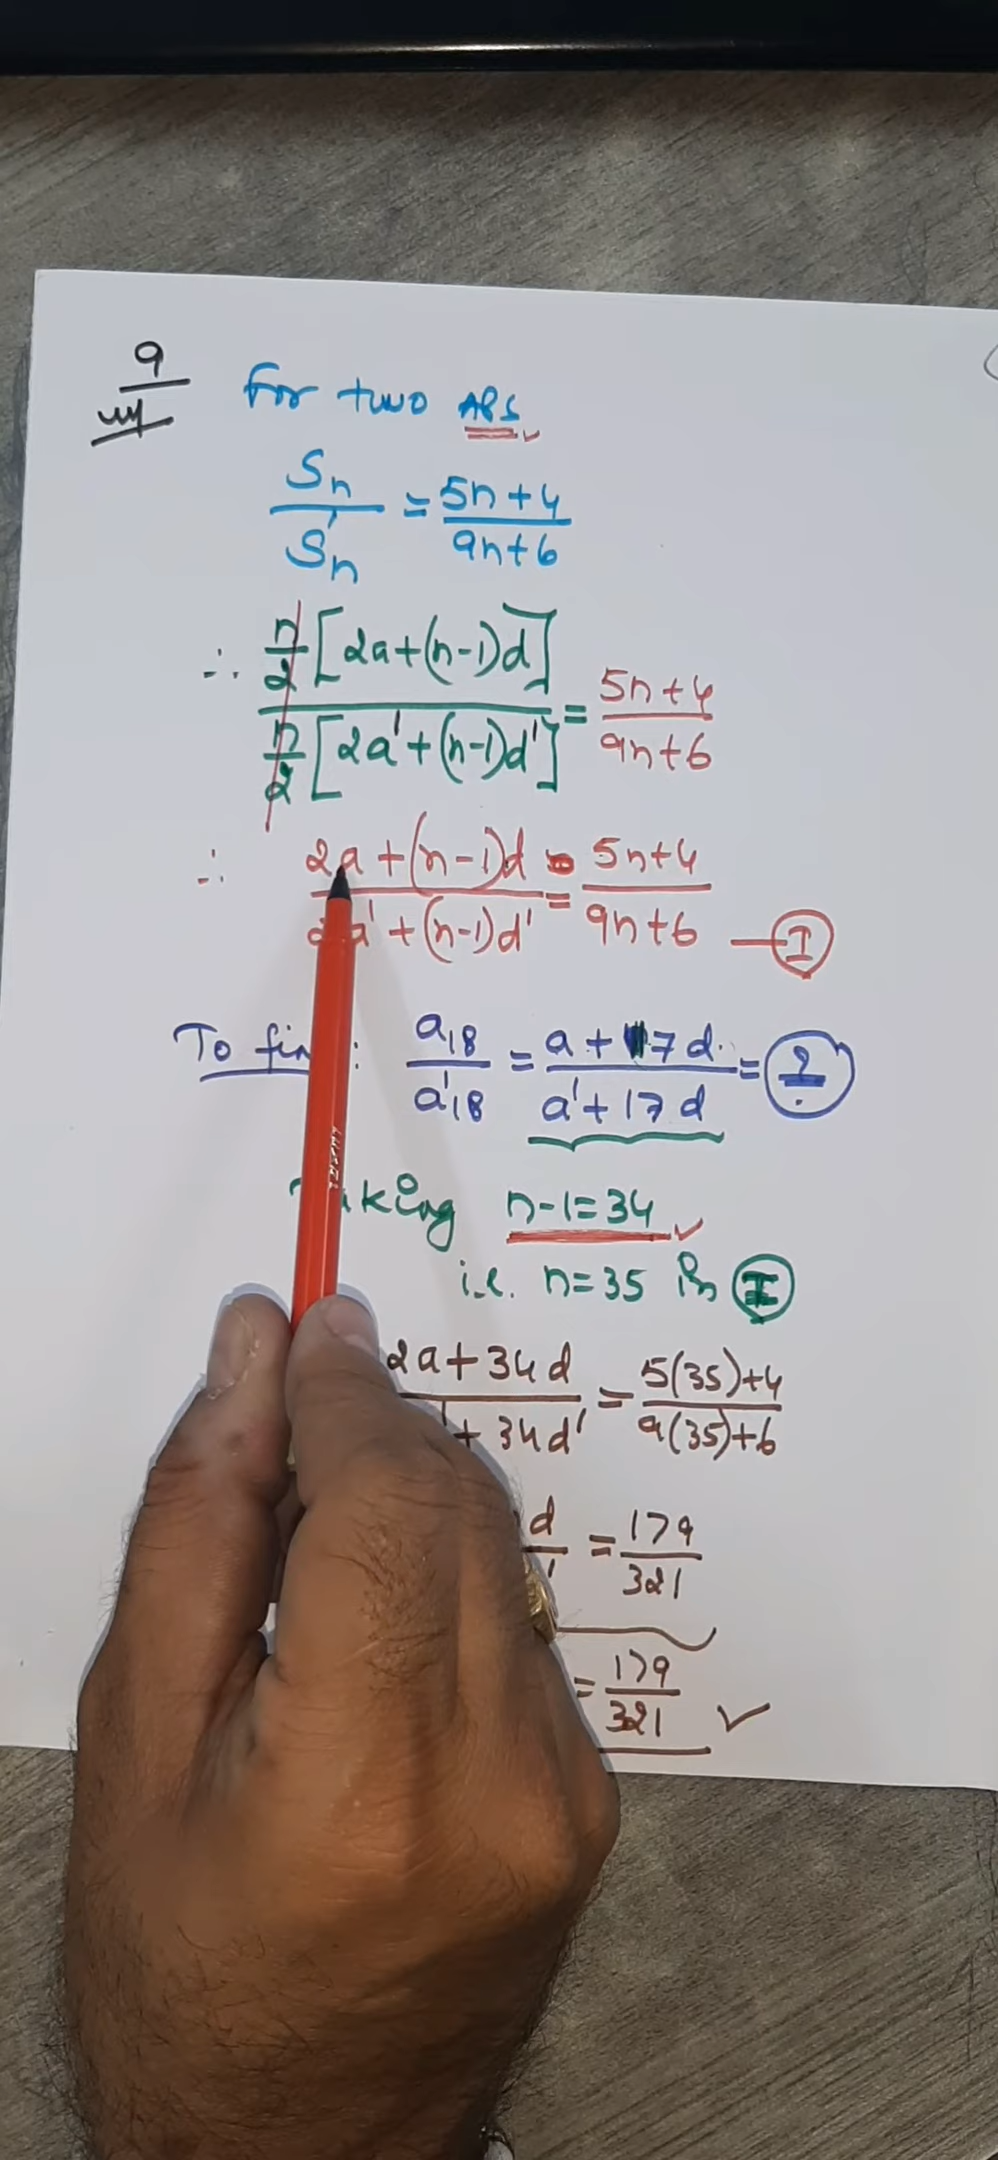 9
For two APs
Sn/S'n = 5n+4/9n+6
∴ n/2[2a+(n-1)d]/n/2[2a'+(n-1)d'] = 5n+4/9n+6
∴ 2a+(n-1)d/2a'+(n-1)d' = 5n+4/9n+6 — I
To fin : a18/a'18 = a+17d/a'+17d = ?
king n-1=34
i.e. n=35 in I
2a+34d/'+34d' = 5(35)+4/9(35)+6
d/' = 179/321
= 179/321